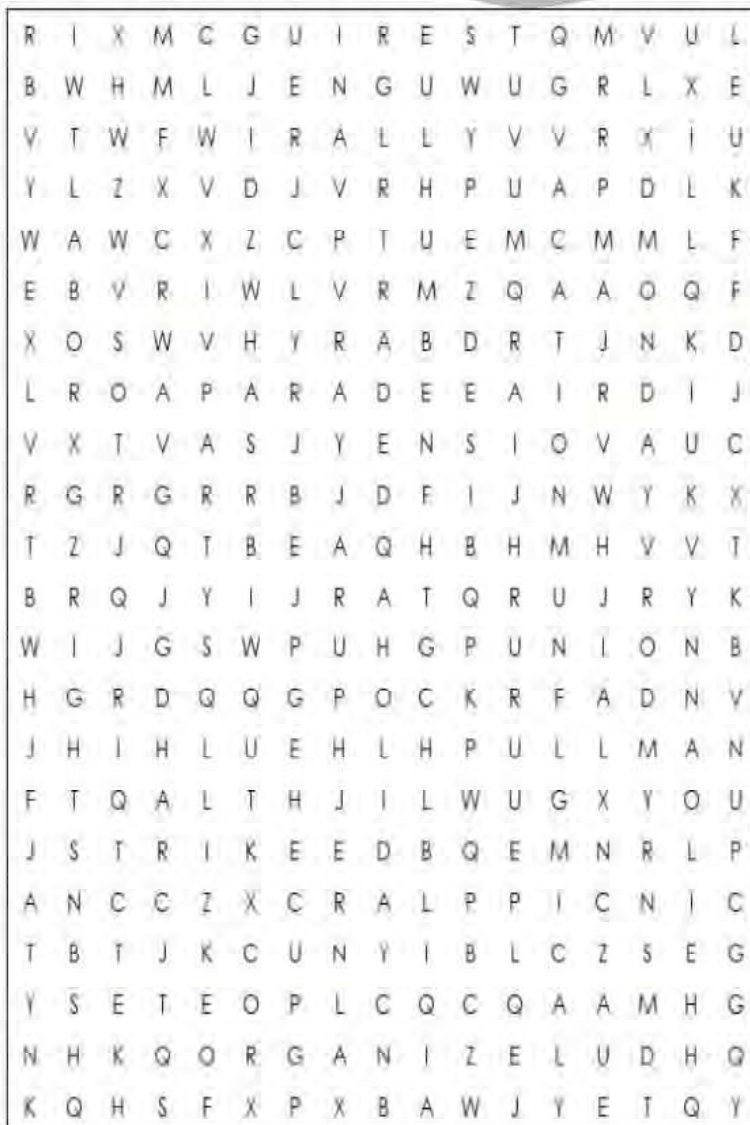 R I X M C G U I R E S T Q M V U L
B W H M L J E N G U W U G R L X E
V T W F W I R A L L Y V V R X I U
Y L Z X V D J V R H P U A P D L K
W A W C X Z C P T U E M C M M L F
E B V R I W L V R M Z Q A A O Q F
X O S W V H Y R A B D R T J N K D
L R O A P A R A D E E A I R D I J
V X T V A S J Y E N S I O V A U C
R G R G R R B J D F I J N W Y K X
T Z J Q T B E A Q H B H M H V V T
B R Q J Y I J R A T Q R U J R Y K
W I J G S W P U H G P U N I O N B
H G R D Q Q G P O C K R F A D N V
J H I H L U E H L H P U L L M A N
F T Q A L T H J I L W U G X Y O U
J S T R I K E E D B Q E M N R L P
A N C C Z X C R A L P P I C N I C
T B T J K C U N Y I B L C Z S E G
Y S E T E O P L C Q C Q A A M H G
N H K Q O R G A N I Z E L U D H Q
K Q H S F X P X B A W J Y E T Q Y